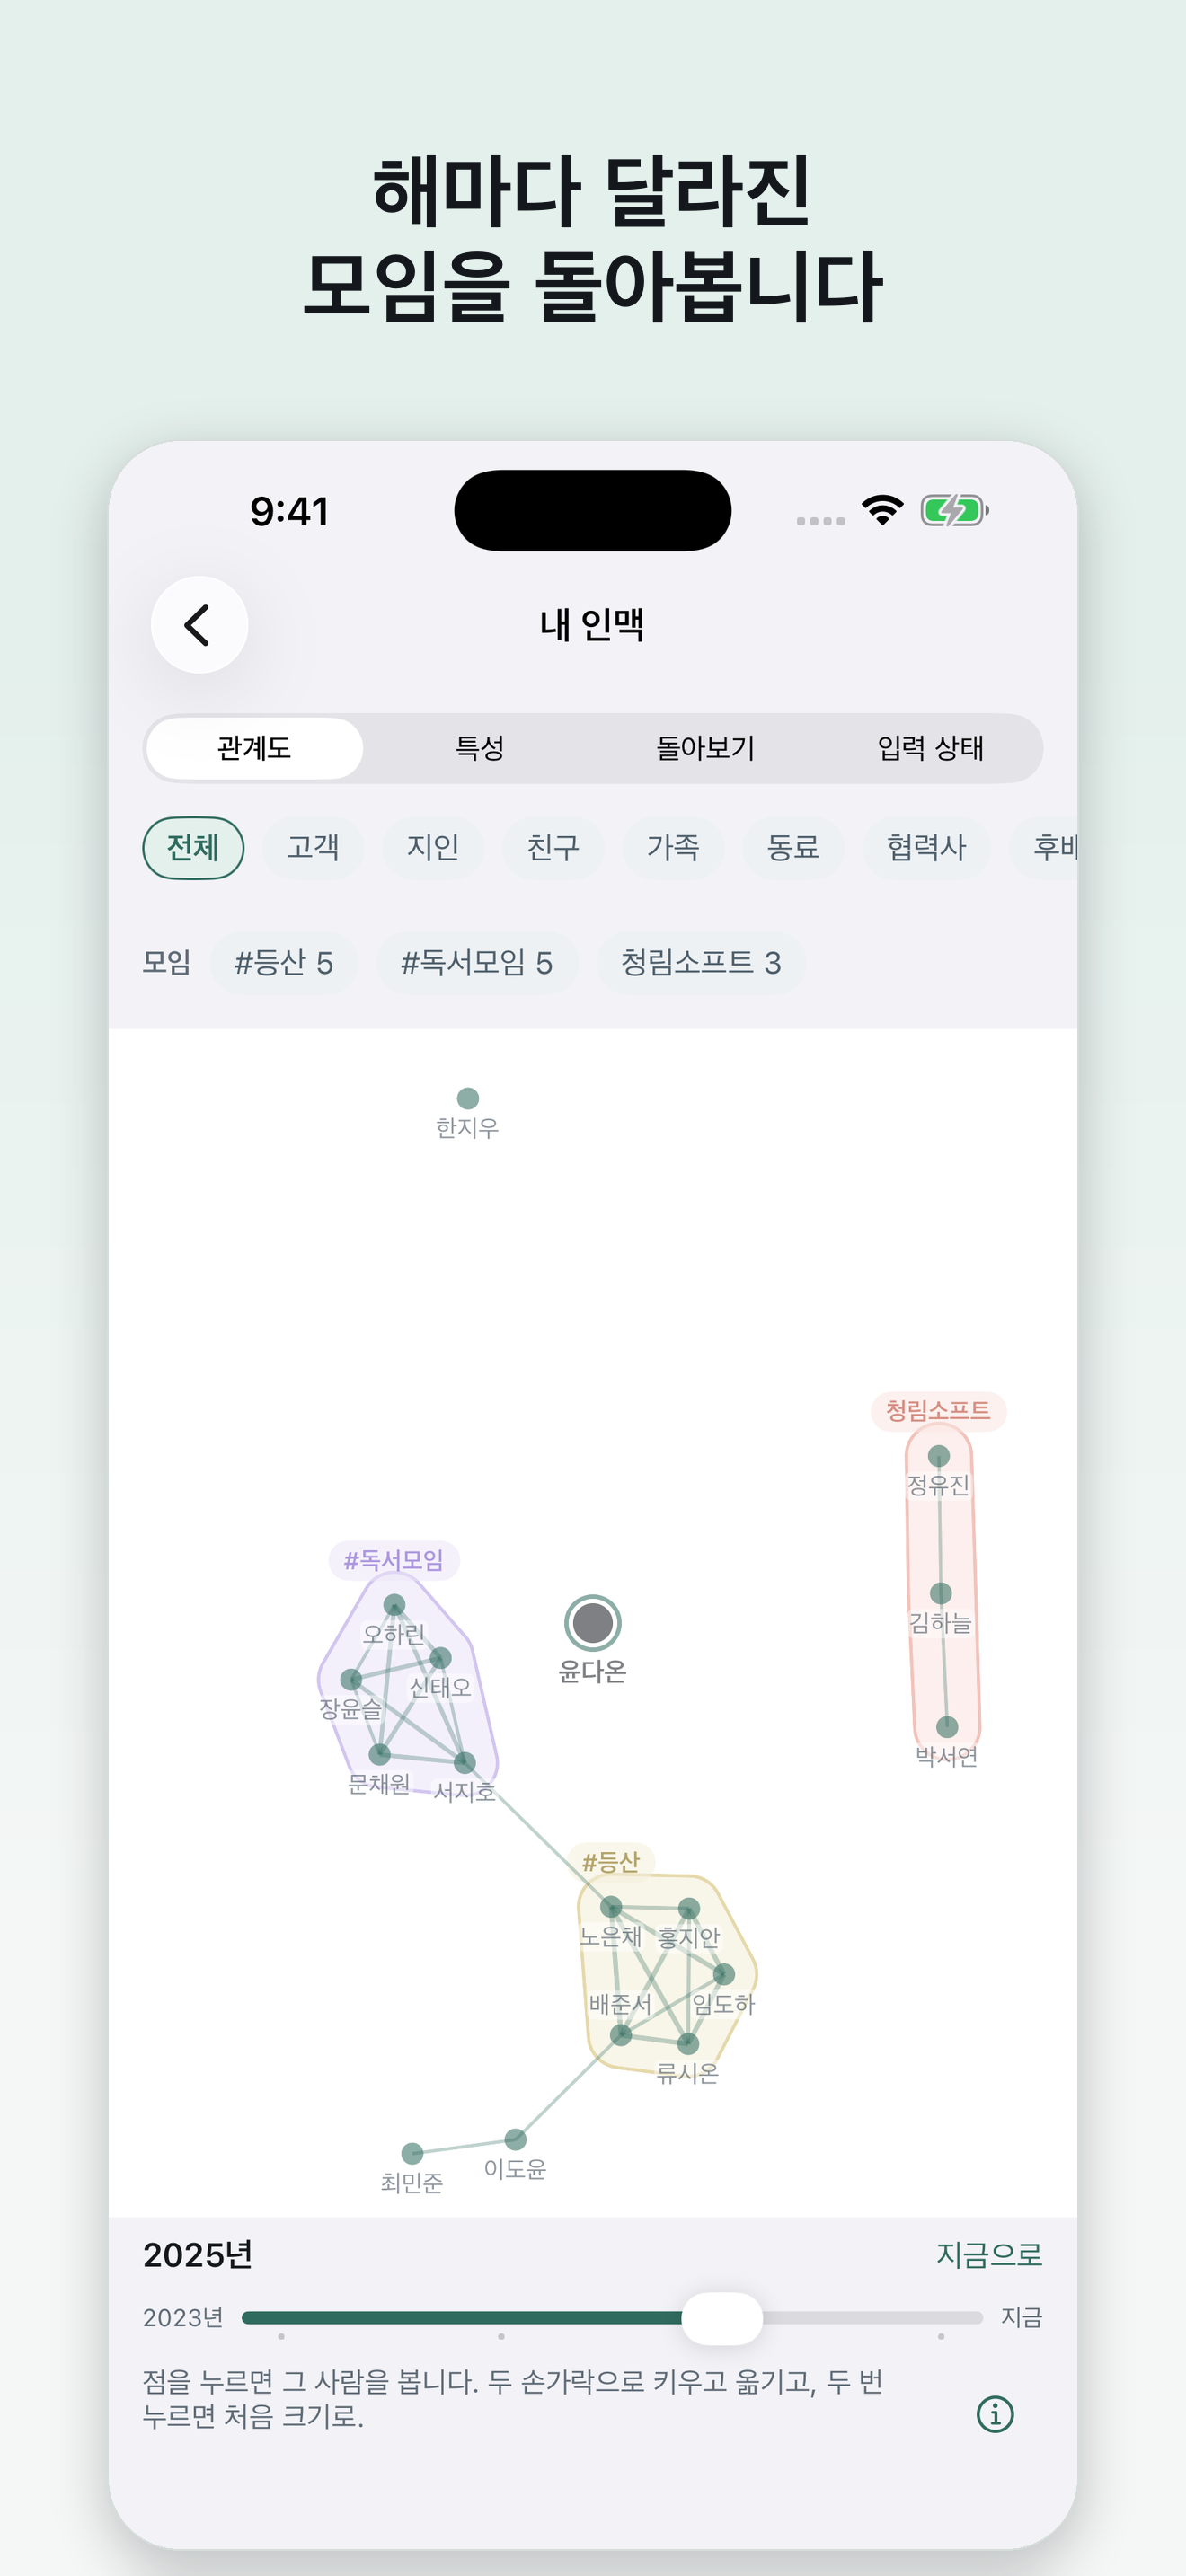 해마다 달라진
모임을 돌아봅니다
9:41
내 인맥
관계도 특성 돌아보기 입력 상태
전체 고객 지인 친구 가족 동료 협력사 후배
모임 #등산 5 #독서모임 5 청림소프트 3
한지우
청림소프트
정유진
#독서모임
김하늘
오하린
윤다온
신태오
장윤슬
박서연
문채원 서지호
#등산
노은채 홍지안
배준서 임도하
류시온
이도윤
최민준
2025년 지금으로
2023년 지금
점을 누르면 그 사람을 봅니다. 두 손가락으로 키우고 옮기고, 두 번
누르면 처음 크기로.